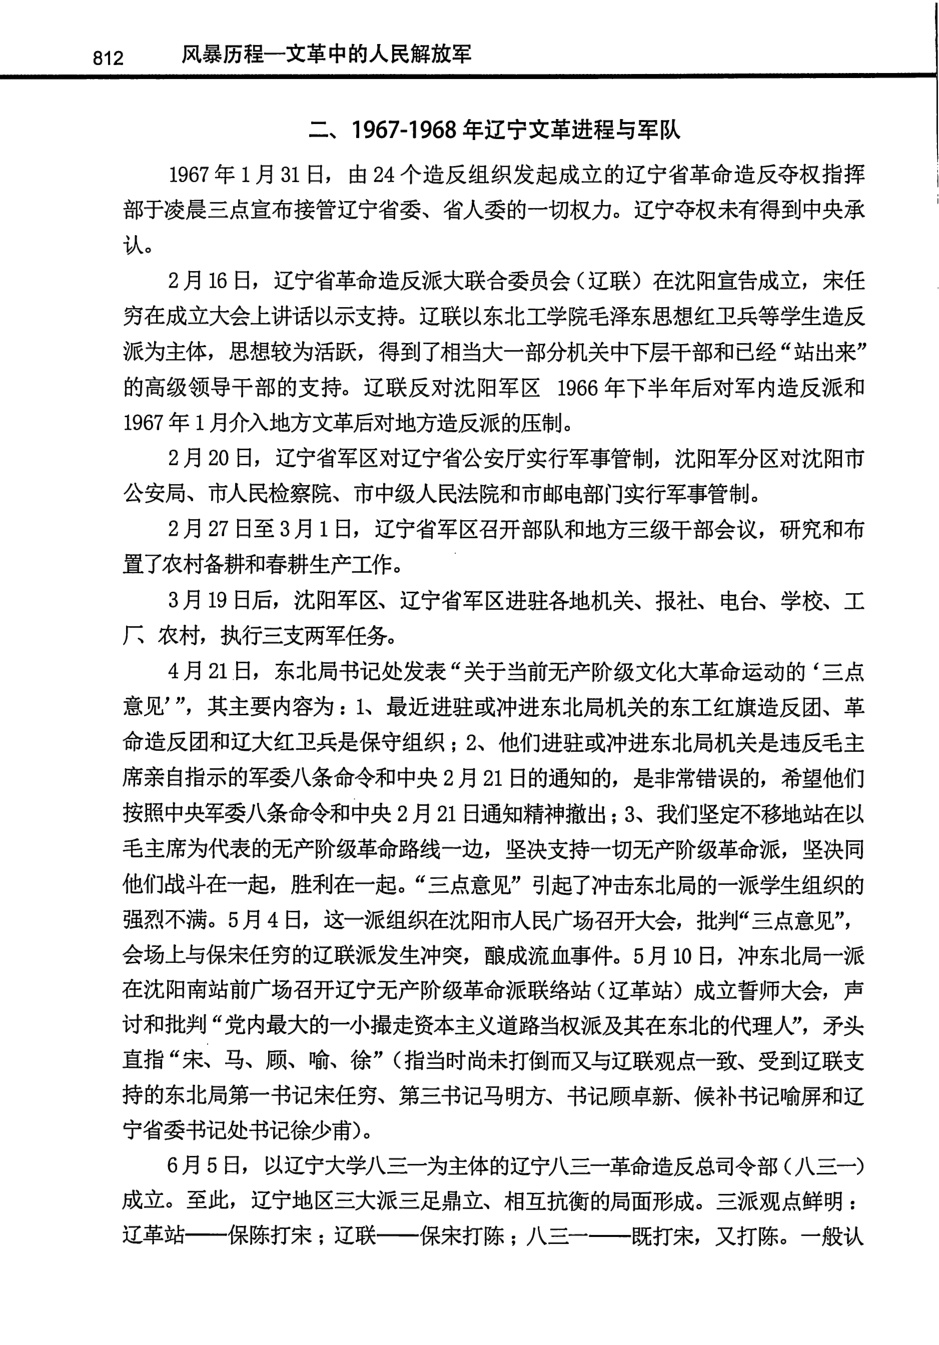 812 风暴历程—文革中的人民解放军
二、1967-1968 年辽宁文革进程与军队
1967 年 1 月 31 日，由 24 个造反组织发起成立的辽宁省革命造反夺权指挥
部于凌晨三点宣布接管辽宁省委、省人委的一切权力。辽宁夺权未有得到中央承
认。
2 月 16 日，辽宁省革命造反派大联合委员会（辽联）在沈阳宣告成立，宋任
穷在成立大会上讲话以示支持。辽联以东北工学院毛泽东思想红卫兵等学生造反
派为主体，思想较为活跃，得到了相当大一部分机关中下层干部和已经“站出来”
的高级领导干部的支持。辽联反对沈阳军区 1966 年下半年后对军内造反派和
1967 年 1 月介入地方文革后对地方造反派的压制。
2 月 20 日，辽宁省军区对辽宁省公安厅实行军事管制，沈阳军分区对沈阳市
公安局、市人民检察院、市中级人民法院和市邮电部门实行军事管制。
2 月 27 日至 3 月 1 日，辽宁省军区召开部队和地方三级干部会议，研究和布
置了农村备耕和春耕生产工作。
3 月 19 日后，沈阳军区、辽宁省军区进驻各地机关、报社、电台、学校、工
厂、农村，执行三支两军任务。
4 月 21 日，东北局书记处发表“关于当前无产阶级文化大革命运动的‘三点
意见’”，其主要内容为：1、最近进驻或冲进东北局机关的东工红旗造反团、革
命造反团和辽大红卫兵是保守组织；2、他们进驻或冲进东北局机关是违反毛主
席亲自指示的军委八条命令和中央 2 月 21 日的通知的，是非常错误的，希望他们
按照中央军委八条命令和中央 2 月 21 日通知精神撤出；3、我们坚定不移地站在以
毛主席为代表的无产阶级革命路线一边，坚决支持一切无产阶级革命派，坚决同
他们战斗在一起，胜利在一起。“三点意见”引起了冲击东北局的一派学生组织的
强烈不满。5 月 4 日，这一派组织在沈阳市人民广场召开大会，批判“三点意见”，
会场上与保宋任穷的辽联派发生冲突，酿成流血事件。5 月 10 日，冲东北局一派
在沈阳南站前广场召开辽宁无产阶级革命派联络站（辽革站）成立誓师大会，声
讨和批判“党内最大的一小撮走资本主义道路当权派及其在东北的代理人”，矛头
直指“宋、马、顾、喻、徐”（指当时尚未打倒而又与辽联观点一致、受到辽联支
持的东北局第一书记宋任穷、第三书记马明方、书记顾卓新、候补书记喻屏和辽
宁省委书记处书记徐少甫）。
6 月 5 日，以辽宁大学八三一为主体的辽宁八三一革命造反总司令部（八三一）
成立。至此，辽宁地区三大派三足鼎立、相互抗衡的局面形成。三派观点鲜明：
辽革站——保陈打宋；辽联——保宋打陈；八三一——既打宋，又打陈。一般认